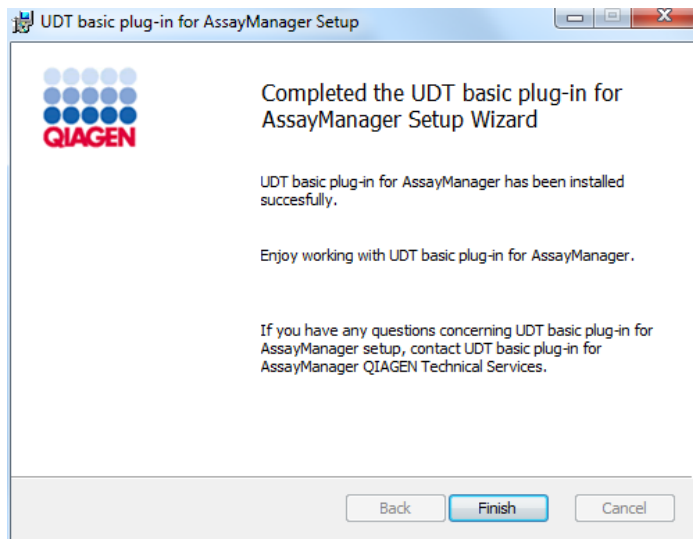 UDT basic plug-in for AssayManager Setup
QIAGEN
Completed the UDT basic plug-in for
AssayManager Setup Wizard
UDT basic plug-in for AssayManager has been installed
succesfully.
Enjoy working with UDT basic plug-in for AssayManager.
If you have any questions concerning UDT basic plug-in for
AssayManager setup, contact UDT basic plug-in for
AssayManager QIAGEN Technical Services.
Back Finish Cancel